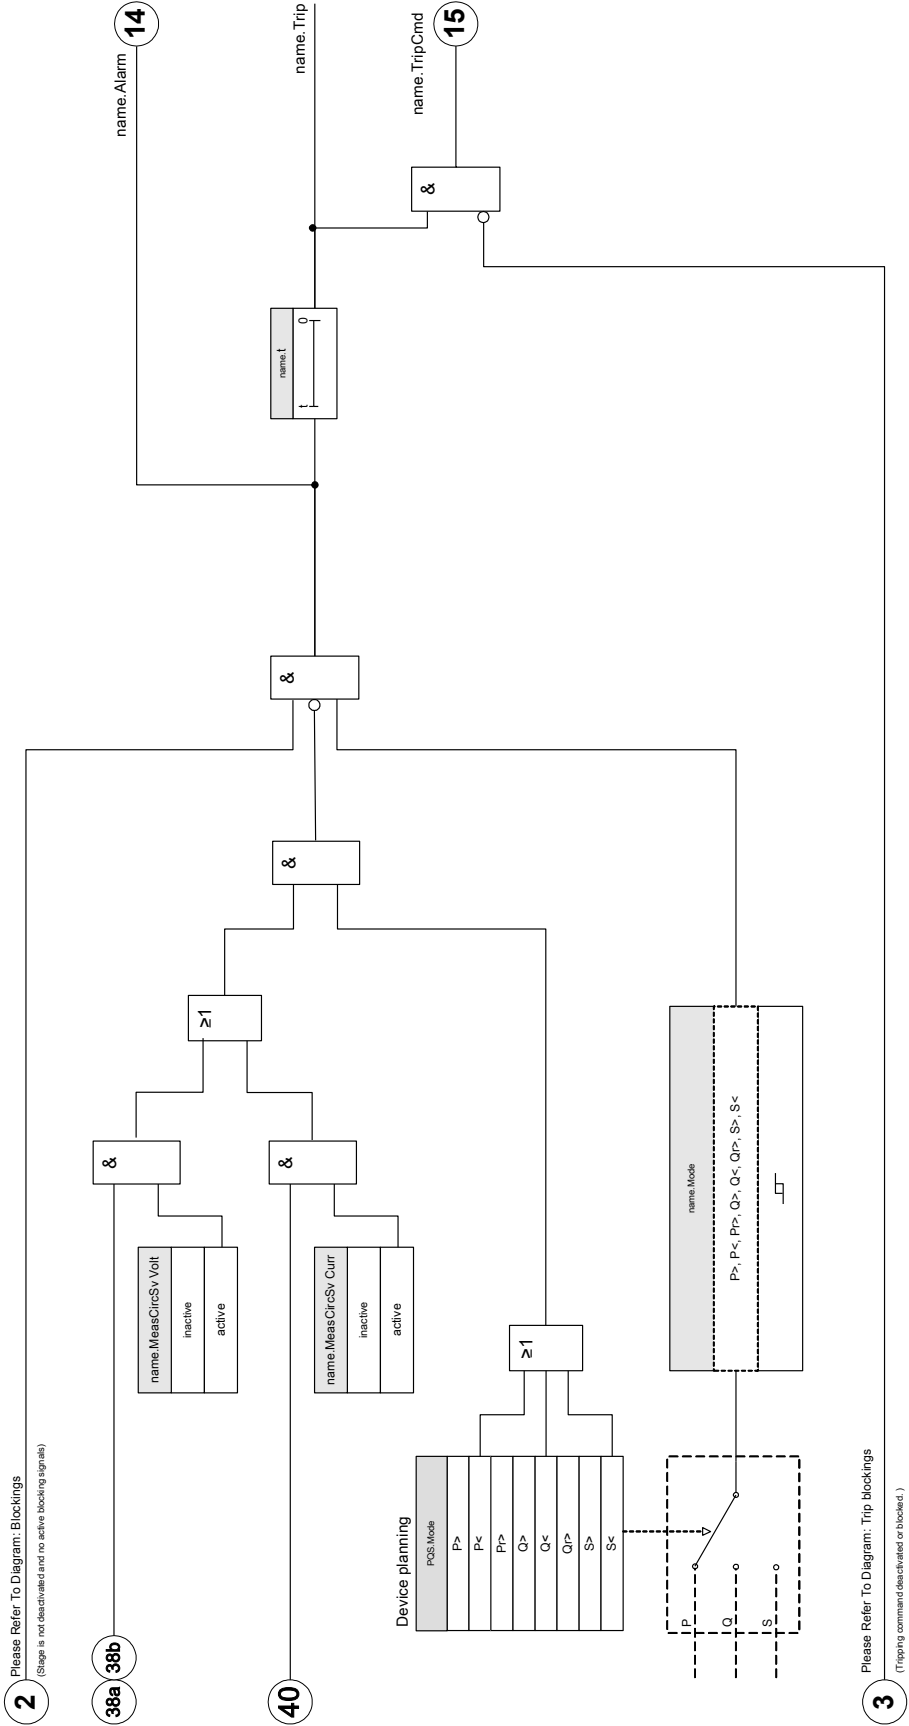 2
Please Refer To Diagram: Blockings
(Stage is not deactivated and no active blocking signals)
38a
38b
&
name.MeasCircSv Volt
inactive
active
≥1
40
&
name.MeasCircSv Curr
inactive
active
&
&
name.Alarm
14
name.t
t
0
name.Trip
&
name.TripCmd
15
Device planning
PQS.Mode
P>
P<
Pr>
Q>
Q<
Qr>
S>
S<
≥1
P
Q
S
name.Mode
P>, P<, Pr>, Q>, Q<, Qr>, S>, S<
3
Please Refer To Diagram: Trip blockings
(Tripping command deactivated or blocked. )